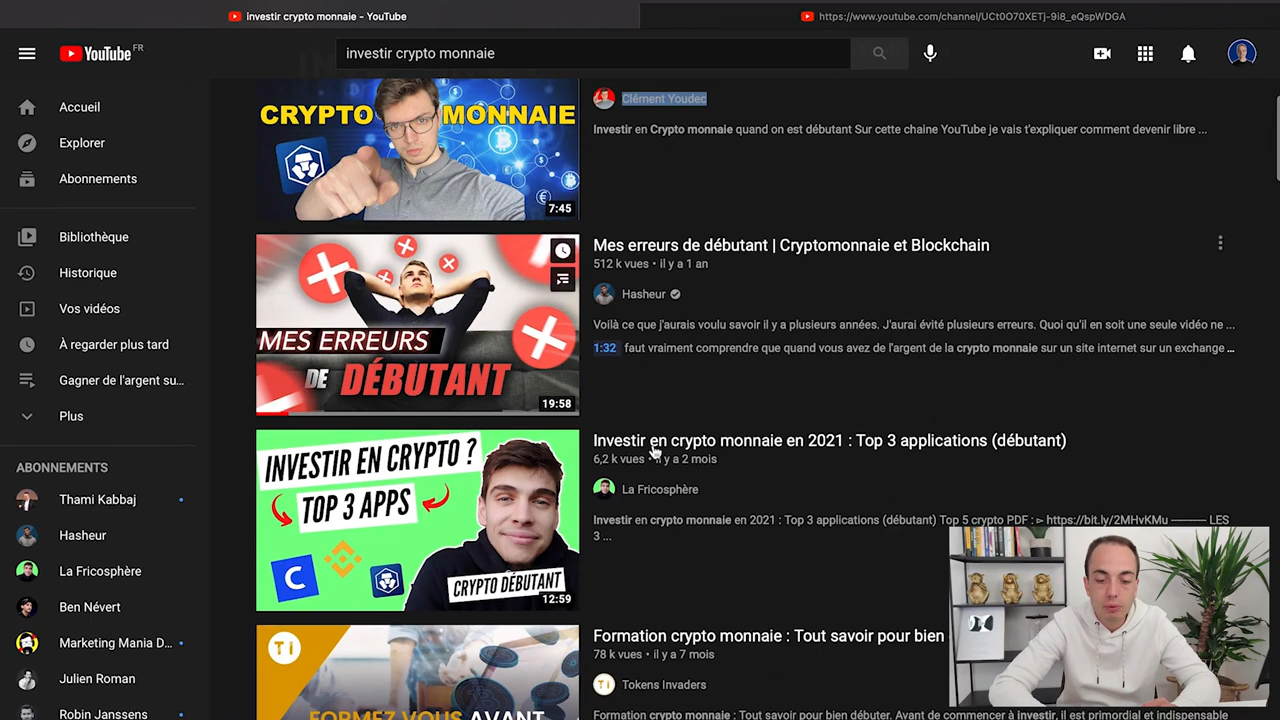 investir crypto monnaie - YouTube
https://www.youtube.com/channel/UCt0O70XETj-9i8_eQspWDGA
YouTube FR
investir crypto monnaie
Accueil
Explorer
Abonnements
Bibliothèque
Historique
Vos vidéos
À regarder plus tard
Gagner de l'argent su...
Plus
ABONNEMENTS
Thami Kabbaj
Hasheur
La Fricosphère
Ben Névert
Marketing Mania D...
Julien Roman
Robin Janssens
CRYPTO MONNAIE
7:45
Clément Youdec
Investir en Crypto monnaie quand on est débutant Sur cette chaine YouTube je vais t'expliquer comment devenir libre ...
MES ERREURS
DE DÉBUTANT
19:58
Mes erreurs de débutant | Cryptomonnaie et Blockchain
512 k vues • il y a 1 an
Hasheur
Voilà ce que j'aurais voulu savoir il y a plusieurs années. J'aurai évité plusieurs erreurs. Quoi qu'il en soit une seule vidéo ne ...
1:32 faut vraiment comprendre que quand vous avez de l'argent de la crypto monnaie sur un site internet sur un exchange ...
INVESTIR EN CRYPTO ?
TOP 3 APPS
C
CRYPTO DÉBUTANT
12:59
Investir en crypto monnaie en 2021 : Top 3 applications (débutant)
6,2 k vues • il y a 2 mois
La Fricosphère
Investir en crypto monnaie en 2021 : Top 3 applications (débutant) Top 5 crypto PDF : ► https://bit.ly/2MHvKMu ——— LES
3 ...
TI
FORMEZ-VOUS AVANT
Formation crypto monnaie : Tout savoir pour bien
78 k vues • il y a 7 mois
TI
Tokens Invaders
Formation crypto monnaie : Tout savoir pour bien débuter. Avant de commencer à investir, il est primordial et indispensable